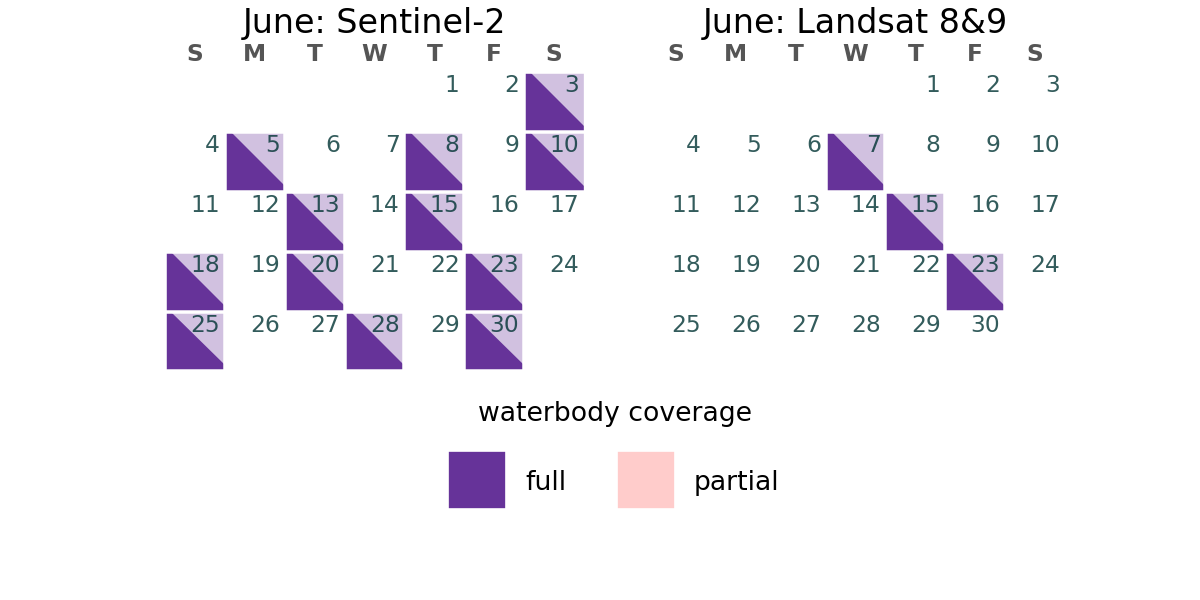 June: Sentinel-2
S M T W T F S
1 2 3
4 5 6 7 8 9 10
11 12 13 14 15 16 17
18 19 20 21 22 23 24
25 26 27 28 29 30
June: Landsat 8&9
S M T W T F S
1 2 3
4 5 6 7 8 9 10
11 12 13 14 15 16 17
18 19 20 21 22 23 24
25 26 27 28 29 30
waterbody coverage
full
partial